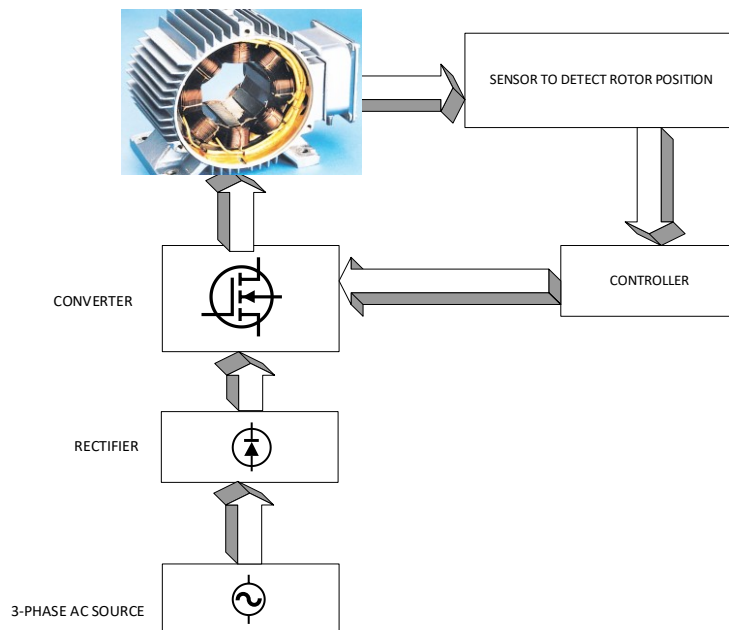 SENSOR TO DETECT ROTOR POSITION
CONTROLLER
CONVERTER
RECTIFIER
3-PHASE AC SOURCE